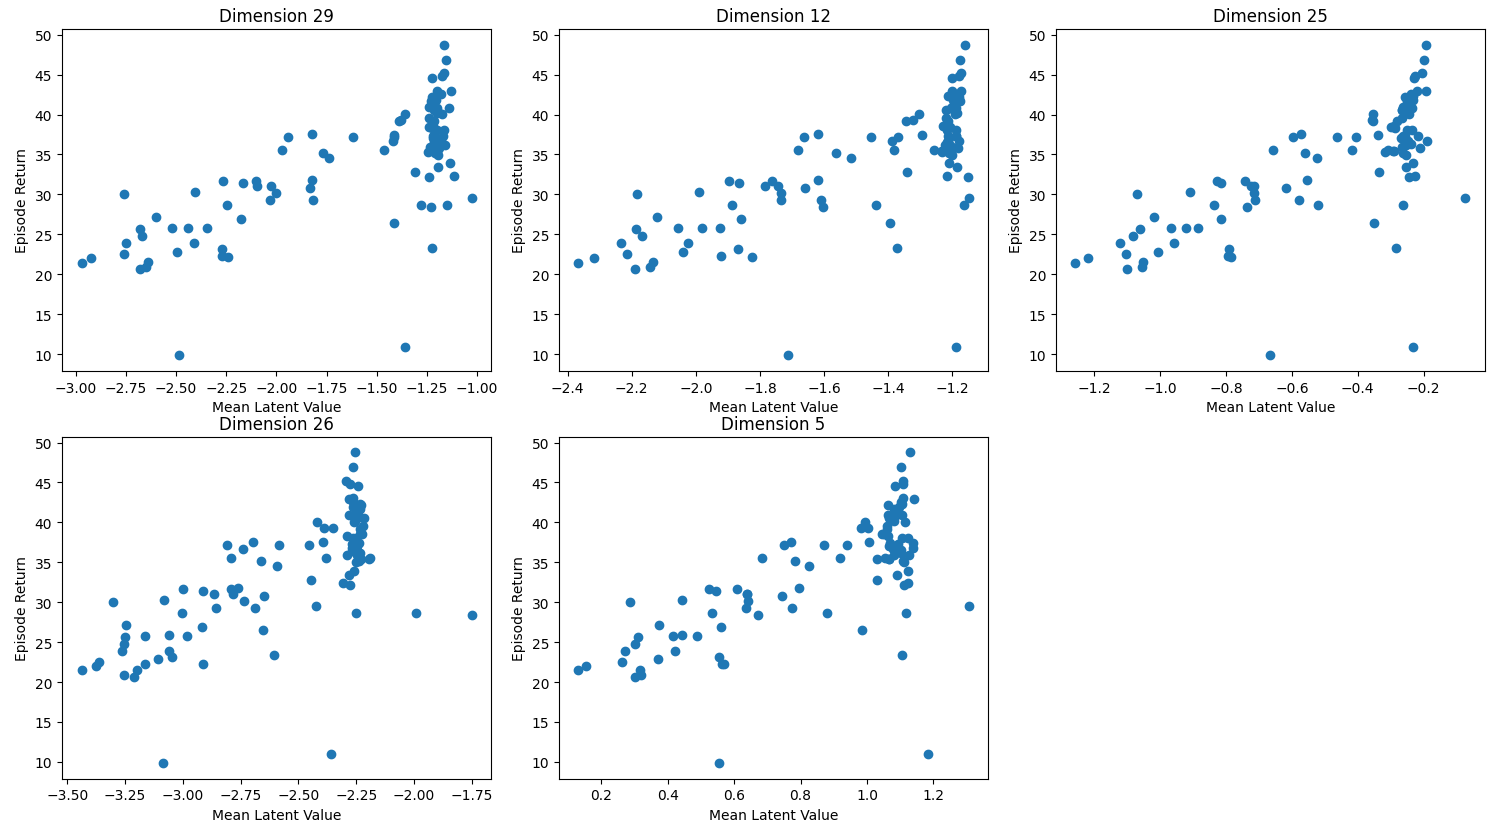 Dimension 29
Dimension 12
Dimension 25
50
45
40
35
30
25
20
15
10
Episode Return
−3.00 −2.75 −2.50 −2.25 −2.00 −1.75 −1.50 −1.25 −1.00
Mean Latent Value
50
45
40
35
30
25
20
15
10
Episode Return
−2.4 −2.2 −2.0 −1.8 −1.6 −1.4 −1.2
Mean Latent Value
50
45
40
35
30
25
20
15
10
Episode Return
−1.2 −1.0 −0.8 −0.6 −0.4 −0.2
Mean Latent Value
Dimension 26
Dimension 5
50
45
40
35
30
25
20
15
10
Episode Return
−3.50 −3.25 −3.00 −2.75 −2.50 −2.25 −2.00 −1.75
Mean Latent Value
50
45
40
35
30
25
20
15
10
Episode Return
0.2 0.4 0.6 0.8 1.0 1.2
Mean Latent Value